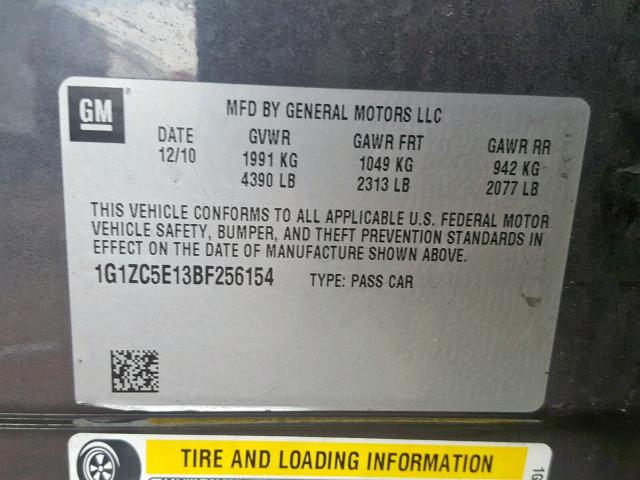 GM
®
MFD BY GENERAL MOTORS LLC
DATE GVWR GAWR FRT GAWR RR
12/10 1991 KG 1049 KG 942 KG
4390 LB 2313 LB 2077 LB
THIS VEHICLE CONFORMS TO ALL APPLICABLE U.S. FEDERAL MOTOR
VEHICLE SAFETY, BUMPER, AND THEFT PREVENTION STANDARDS IN
EFFECT ON THE DATE OF MANUFACTURE SHOWN ABOVE.
1G1ZC5E13BF256154 TYPE: PASS CAR
TIRE AND LOADING INFORMATION
1G